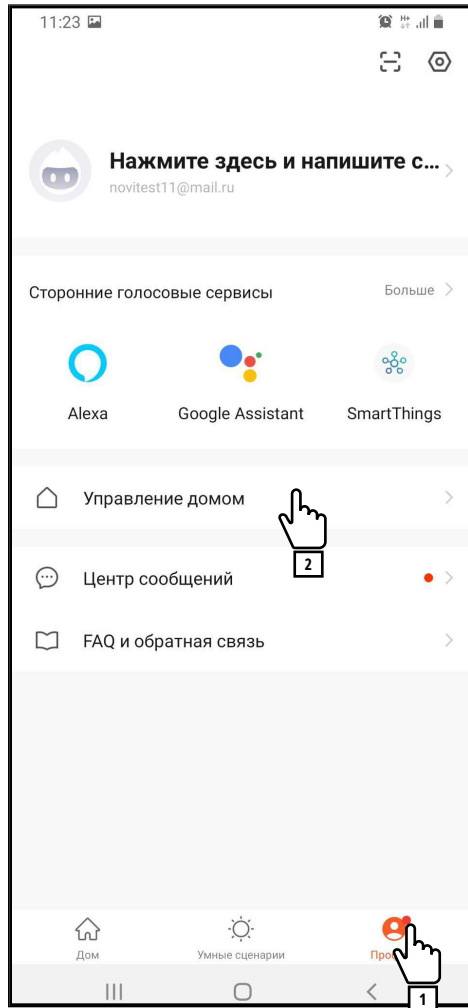 11:23
Нажмите здесь и напишите с...
novitest11@mail.ru
Сторонние голосовые сервисы
Больше
Alexa
Google Assistant
SmartThings
Управление домом
2
Центр сообщений
FAQ и обратная связь
Дом
Умные сценарии
1